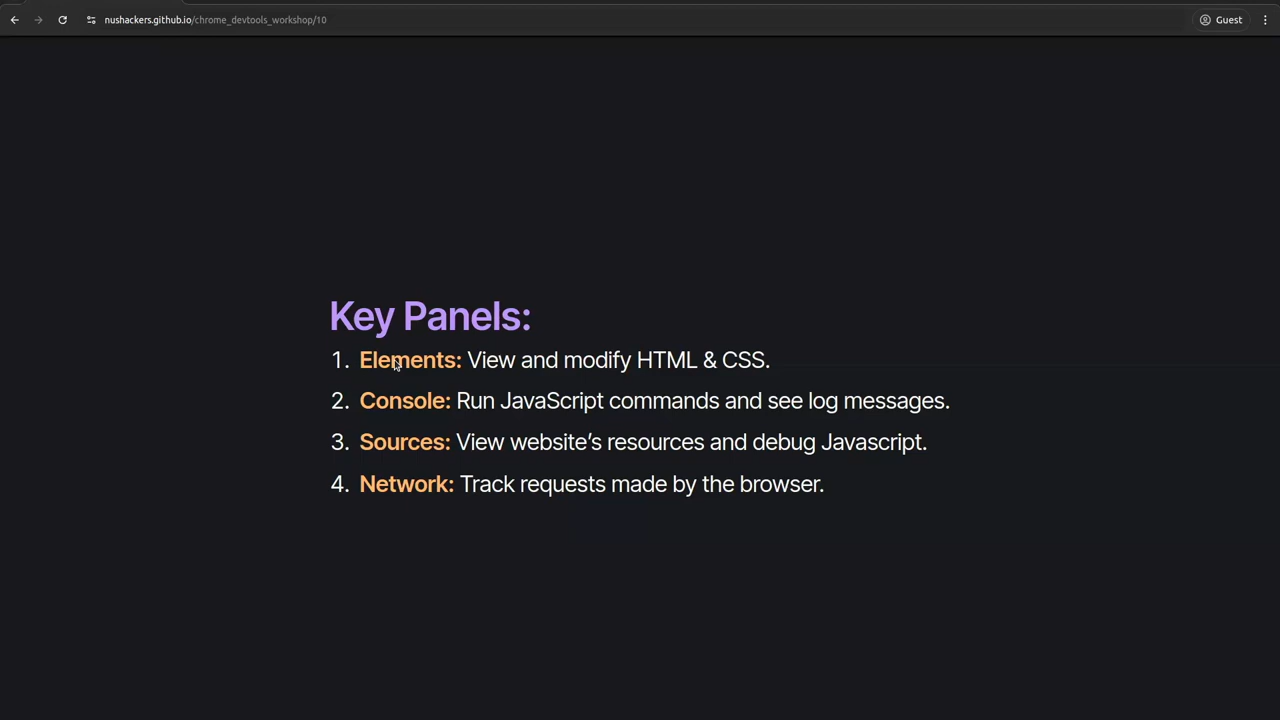 nushackers.github.io/chrome_devtools_workshop/10
Guest
Key Panels:
1. Elements: View and modify HTML & CSS.
2. Console: Run JavaScript commands and see log messages.
3. Sources: View website’s resources and debug Javascript.
4. Network: Track requests made by the browser.